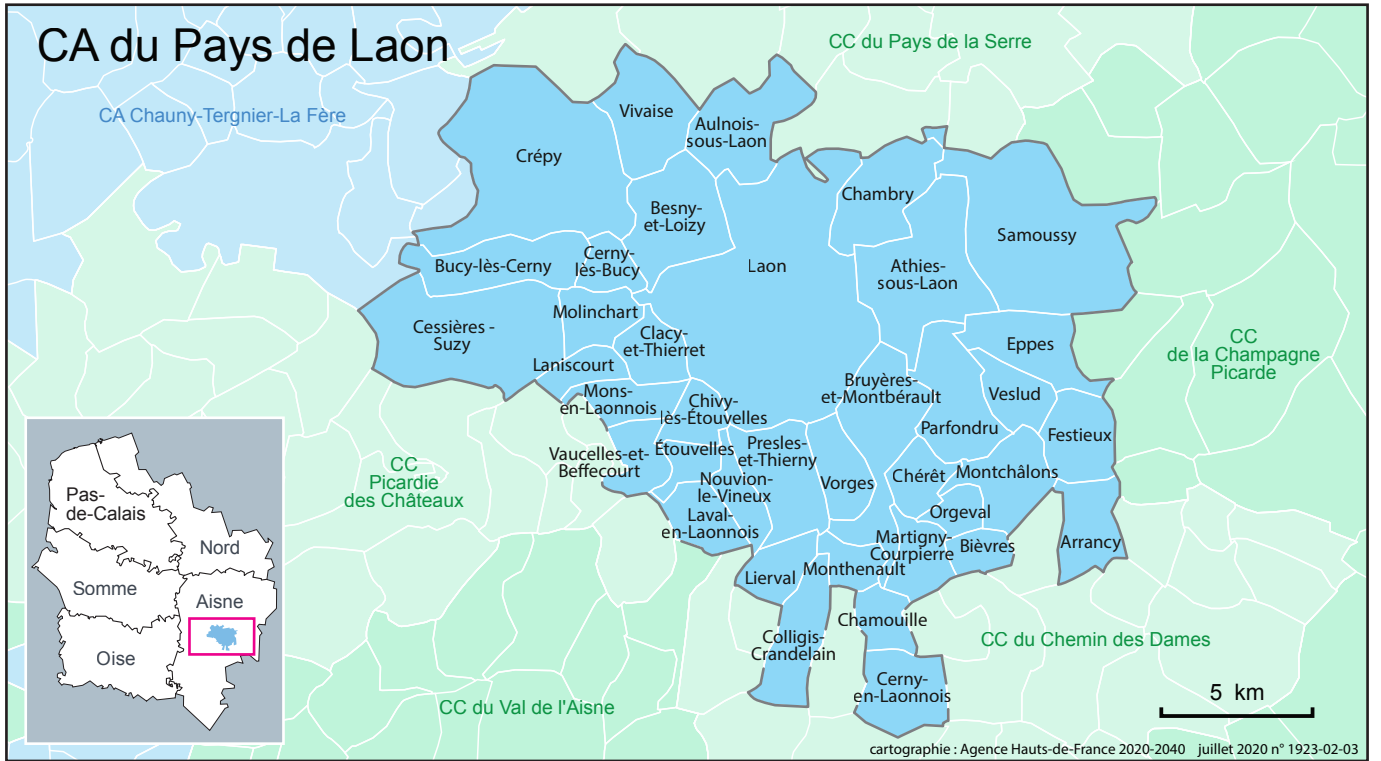 CA du Pays de Laon
CC du Pays de la Serre
CA Chauny-Tergnier-La Fère
Vivaise
Aulnois-
sous-Laon
Crépy
Chambry
Besny-
et-Loizy
Samoussy
Bucy-lès-Cerny
Cerny-
lès-Bucy
Laon
Athies-
sous-Laon
Molinchart
Cessières -
Suzy
Clacy-
et-Thierret
Eppes
CC
de la Champagne
Picarde
Laniscourt
Bruyères-
et-Montbérault
Veslud
Mons-
en-Laonnois
Chivy-
lès-Étouvelles
Parfondru
Festieux
Vaucelles-et-
Beffecourt
Étouvelles
Presles-
et-Thierny
CC
Picardie
des Châteaux
Nouvion-
le-Vineux
Vorges
Chérêt
Montchâlons
Orgeval
Laval-
en-Laonnois
Martigny-
Courpierre
Bièvres
Arrancy
Lierval
Monthenault
Chamouille
Colligis-
Crandelain
CC du Chemin des Dames
Cerny-
en-Laonnois
CC du Val de l'Aisne
Pas-
de-Calais
Nord
Somme
Aisne
Oise
5 km
cartographie : Agence Hauts-de-France 2020-2040 juillet 2020 n° 1923-02-03